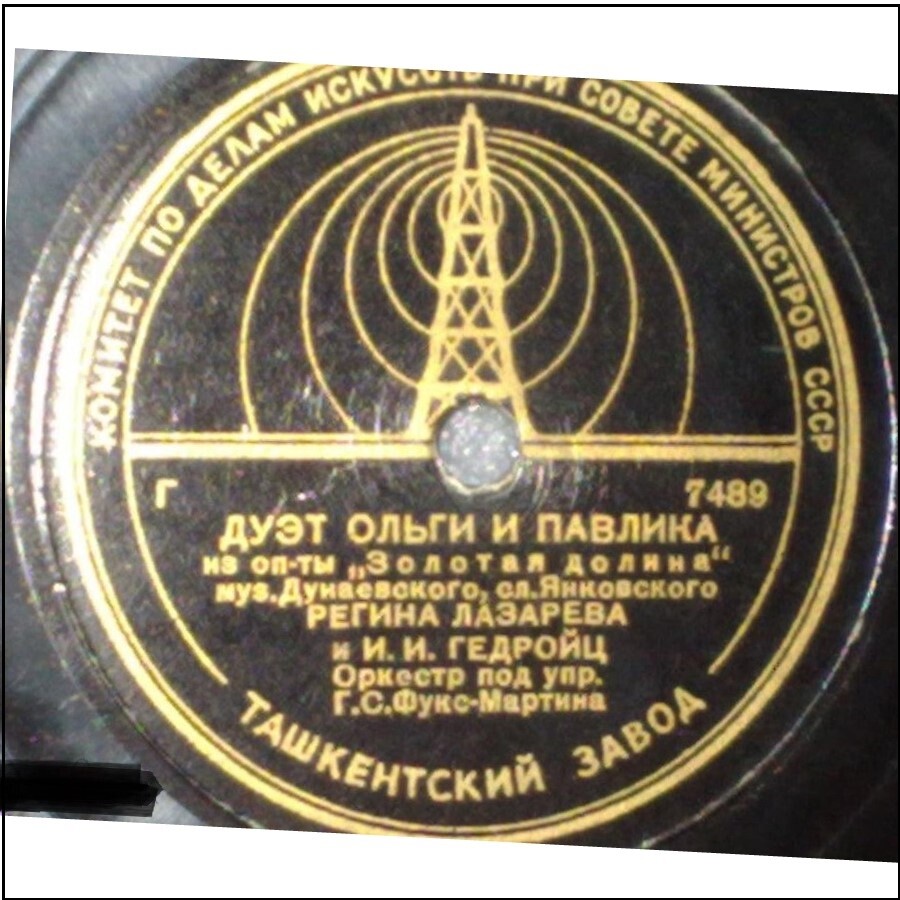 КОМИТЕТ ПО ДЕЛАМ ИСКУССТВ ПРИ СОВЕТЕ МИНИСТРОВ СССР
Г 7489
ДУЭТ ОЛЬГИ И ПАВЛИКА
из оп-ты „Золотая долина“
муз.Дунаевского, сл.Янковского
РЕГИНА ЛАЗАРЕВА
и И. И. ГЕДРОЙЦ
Оркестр под упр.
Г.С.Фукс-Мартина
ТАШКЕНТСКИЙ ЗАВОД